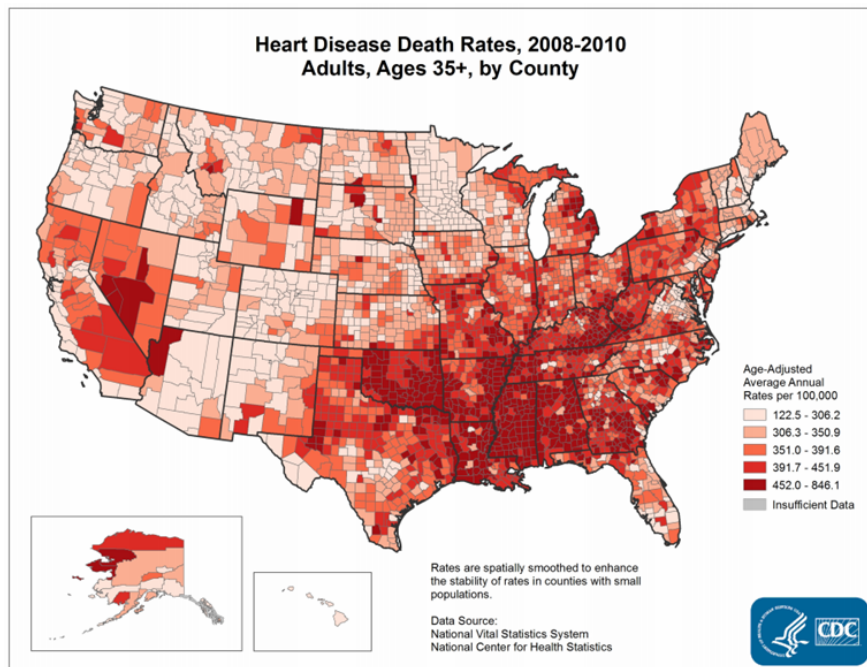 Heart Disease Death Rates, 2008-2010
Adults, Ages 35+, by County
Age-Adjusted
Average Annual
Rates per 100,000
122.5 - 306.2
306.3 - 350.9
351.0 - 391.6
391.7 - 451.9
452.0 - 846.1
Insufficient Data
Rates are spatially smoothed to enhance
the stability of rates in counties with small
populations.
Data Source:
National Vital Statistics System
National Center for Health Statistics
CDC